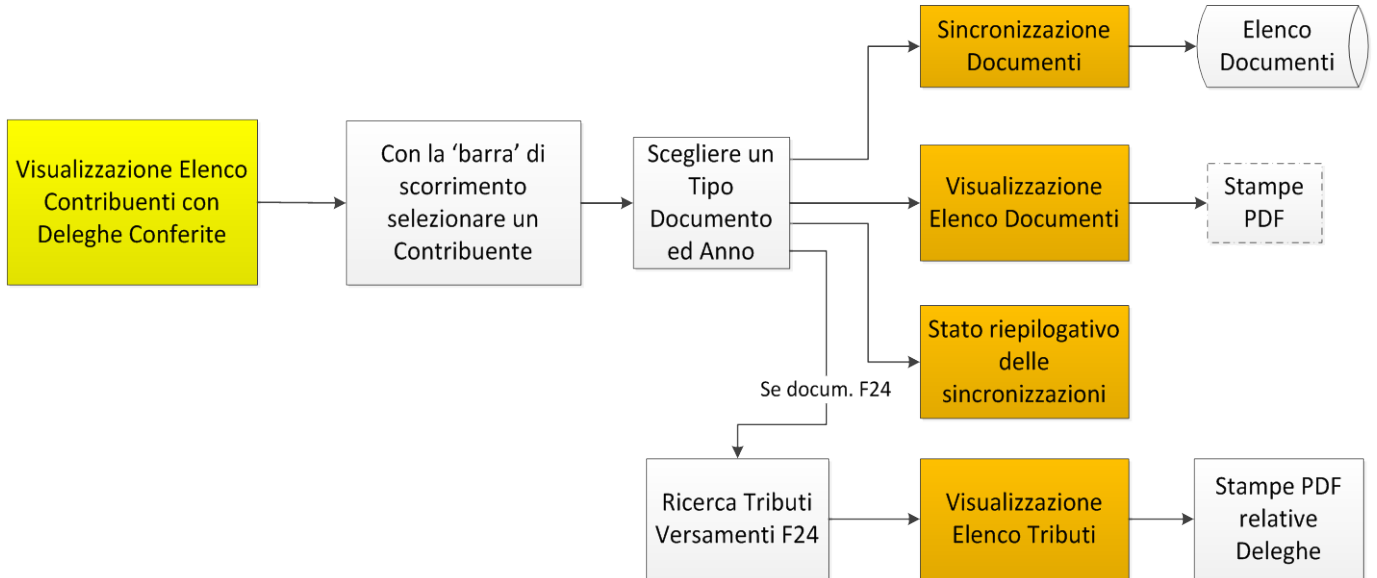 Visualizzazione Elenco
Contribuenti con
Deleghe Conferite
Con la ‘barra’ di
scorrimento
selezionare un
Contribuente
Scegliere un
Tipo
Documento
ed Anno
Sincronizzazione
Documenti
Elenco
Documenti
Visualizzazione
Elenco Documenti
Stampe
PDF
Stato riepilogativo
delle
sincronizzazioni
Se docum. F24
Ricerca Tributi
Versamenti F24
Visualizzazione
Elenco Tributi
Stampe PDF
relative
Deleghe